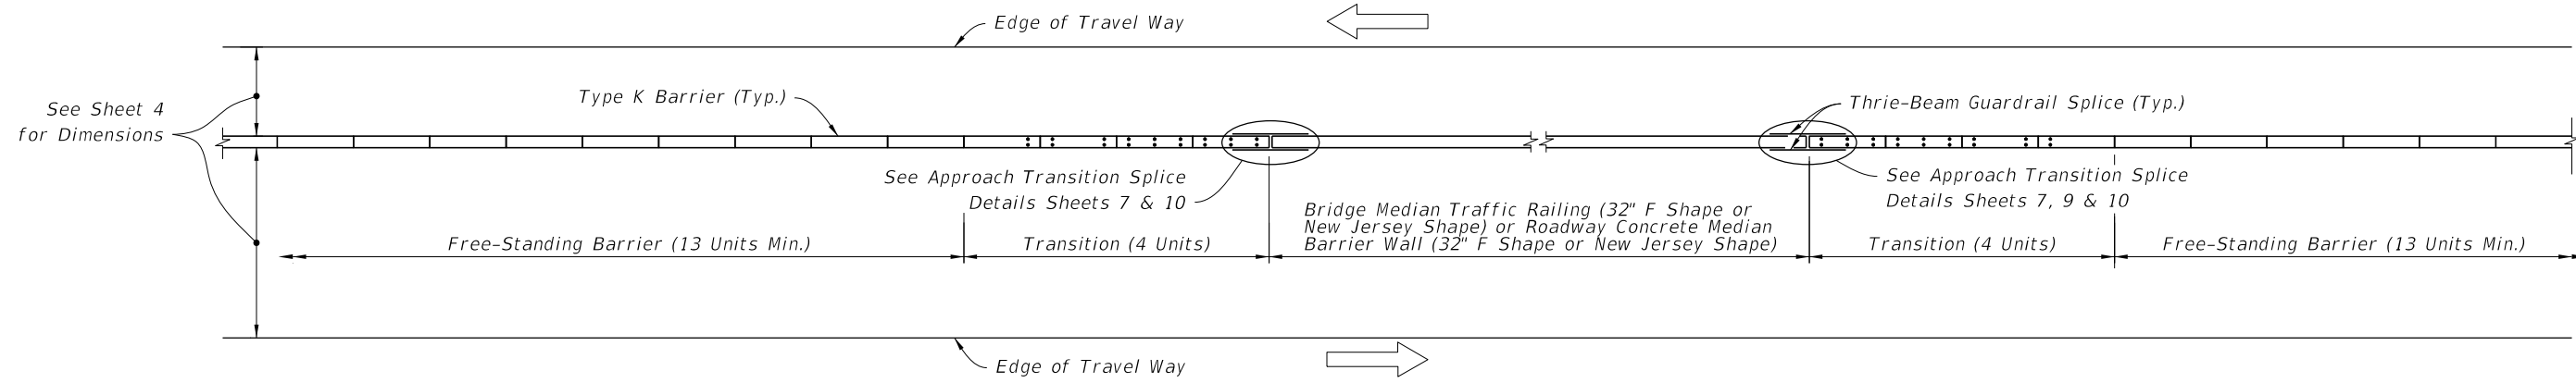 Edge of Travel Way
See Sheet 4
for Dimensions
Type K Barrier (Typ.)
Thrie-Beam Guardrail Splice (Typ.)
See Approach Transition Splice
Details Sheets 7 & 10
See Approach Transition Splice
Details Sheets 7, 9 & 10
Free-Standing Barrier (13 Units Min.)
Transition (4 Units)
Bridge Median Traffic Railing (32" F Shape or
New Jersey Shape) or Roadway Concrete Median
Barrier Wall (32" F Shape or New Jersey Shape)
Transition (4 Units)
Free-Standing Barrier (13 Units Min.)
Edge of Travel Way